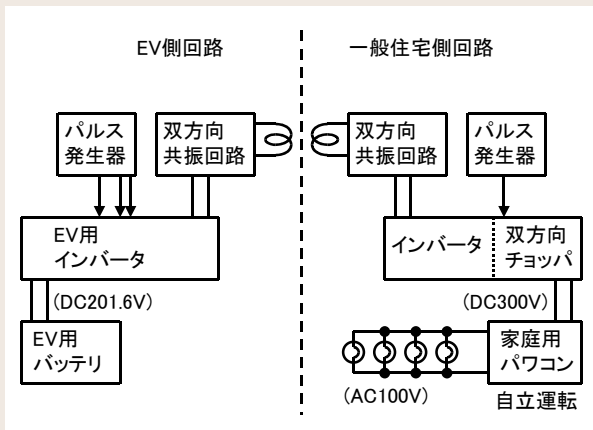 EV側回路
一般住宅側回路
パルス
発生器
双方向
共振回路
双方向
共振回路
パルス
発生器
EV用
インバータ
インバータ
双方向
チョッパ
(DC201.6V)
(DC300V)
EV用
バッテリ
家庭用
パワコン
(AC100V)
自立運転